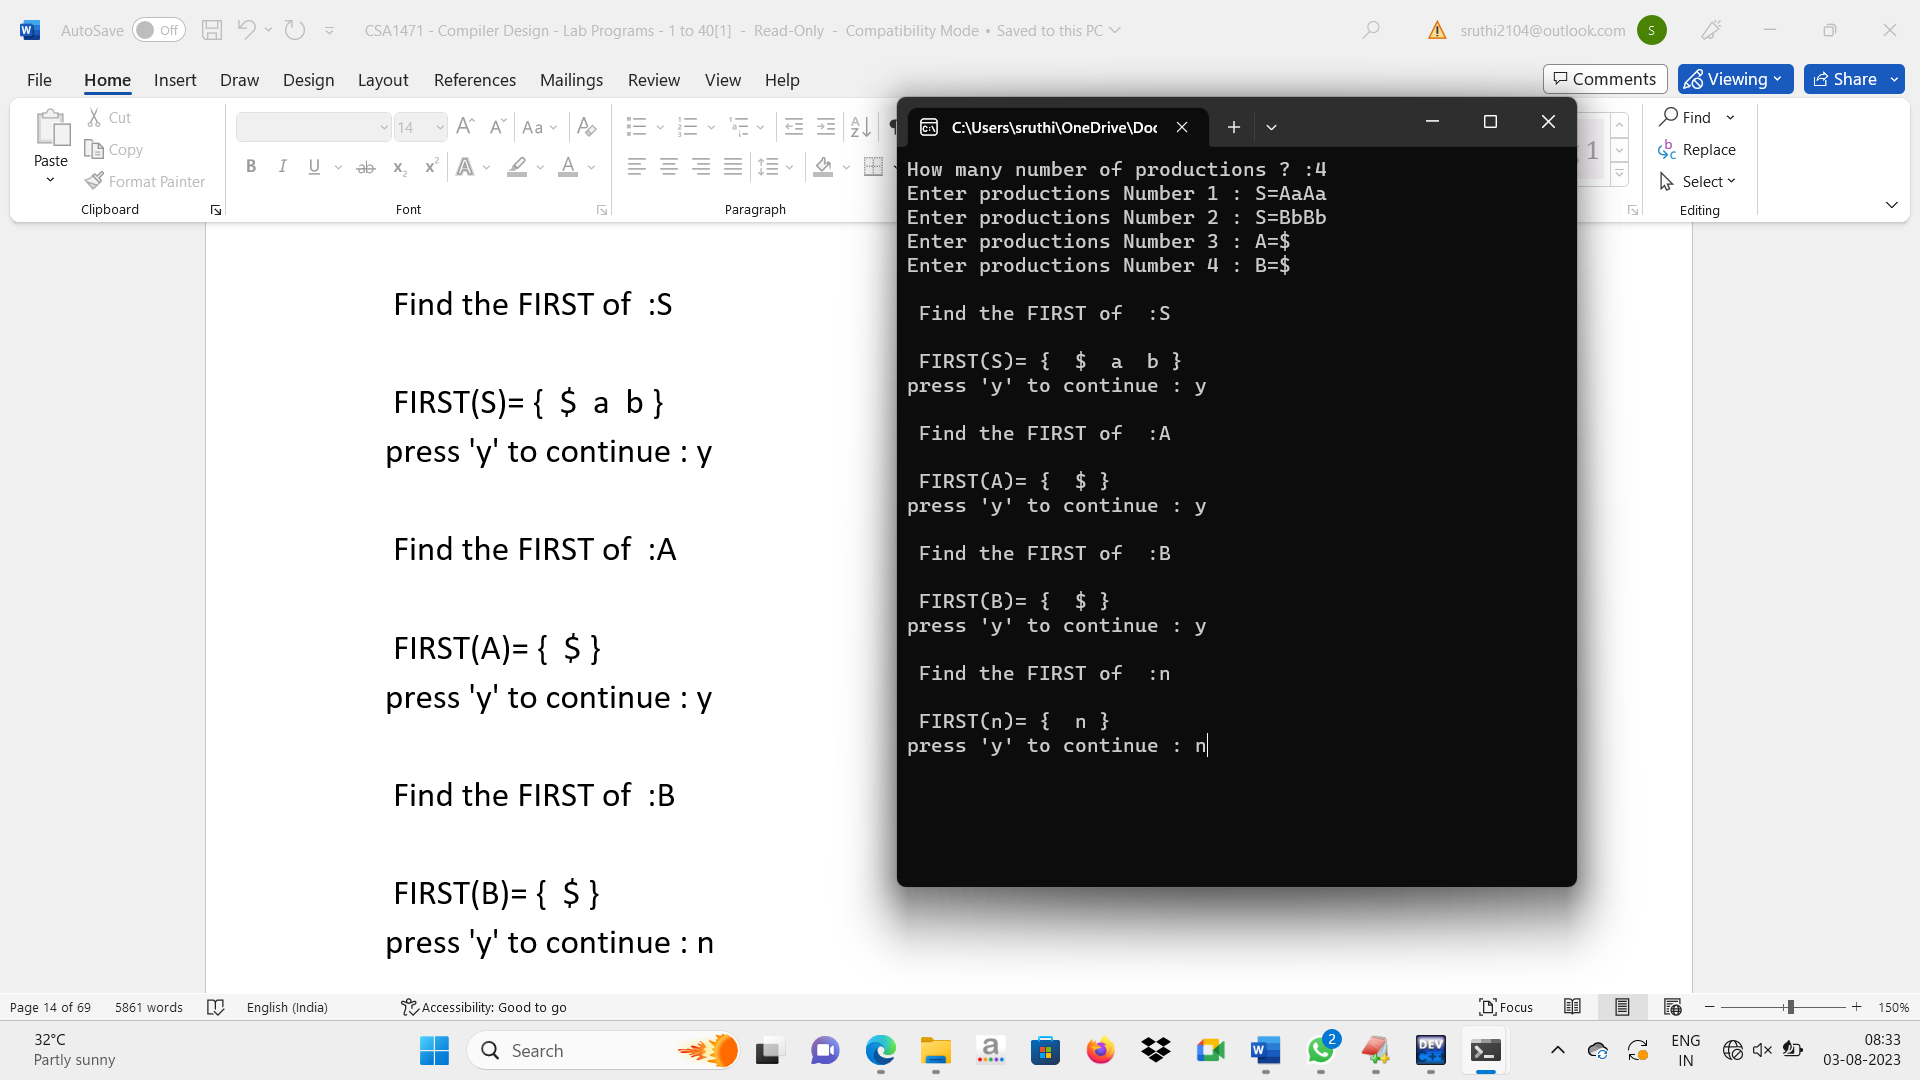 AutoSave Off CSA1471 - Compiler Design - Lab Programs - 1 to 40[1] - Read-Only - Compatibility Mode • Saved to this PC sruthi2104@outlook.com S
File Home Insert Draw Design Layout References Mailings Review View Help Comments Viewing Share
Paste
Cut
Copy
Format Painter
Clipboard
14
Font
Paragraph
1
Find
Replace
Select
Editing
Find the FIRST of :S
FIRST(S)= { $ a b }
press 'y' to continue : y
Find the FIRST of :A
FIRST(A)= { $ }
press 'y' to continue : y
Find the FIRST of :B
FIRST(B)= { $ }
press 'y' to continue : n
C:\Users\sruthi\OneDrive\Doc
How many number of productions ? :4
Enter productions Number 1 : S=AaAa
Enter productions Number 2 : S=BbBb
Enter productions Number 3 : A=$
Enter productions Number 4 : B=$
Find the FIRST of :S
FIRST(S)= { $ a b }
press 'y' to continue : y
Find the FIRST of :A
FIRST(A)= { $ }
press 'y' to continue : y
Find the FIRST of :B
FIRST(B)= { $ }
press 'y' to continue : y
Find the FIRST of :n
FIRST(n)= { n }
press 'y' to continue : n
Page 14 of 69 5861 words English (India) Accessibility: Good to go Focus 150%
32°C
Partly sunny
Search
2
DEV
ENG
IN
08:33
03-08-2023